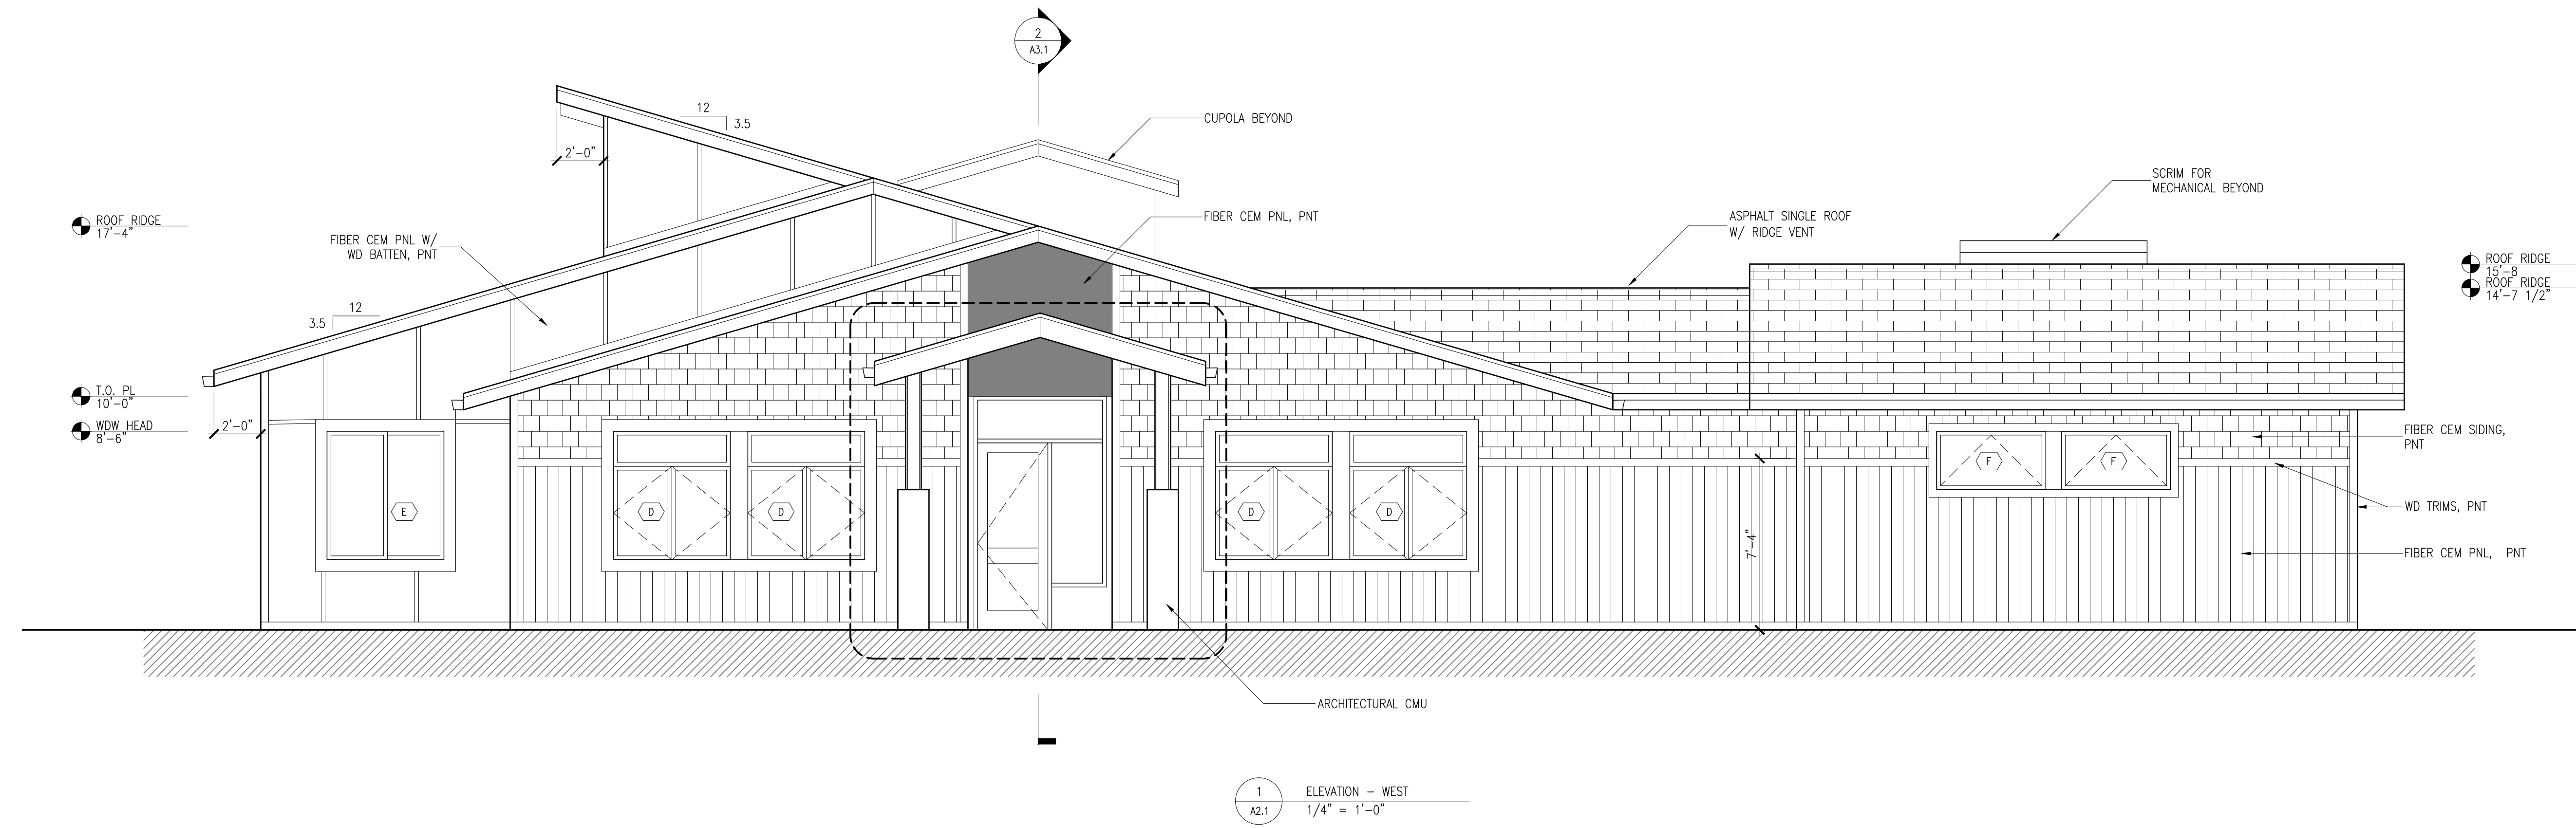 2
A3.1
12
3.5
2'-0"
CUPOLA BEYOND
SCRIM FOR
MECHANICAL BEYOND
ROOF RIDGE
17'-4"
FIBER CEM PNL W/
WD BATTEN, PNT
FIBER CEM PNL, PNT
ASPHALT SINGLE ROOF
W/ RIDGE VENT
ROOF RIDGE
15'-8
ROOF RIDGE
14'-7 1/2"
12
3.5
T.O. PL
10'-0"
WDW HEAD
8'-6"
2'-0"
FIBER CEM SIDING,
PNT
F
F
E
D
D
D
D
7'-4"
WD TRIMS, PNT
FIBER CEM PNL, PNT
ARCHITECTURAL CMU
1
A2.1
ELEVATION - WEST
1/4" = 1'-0"